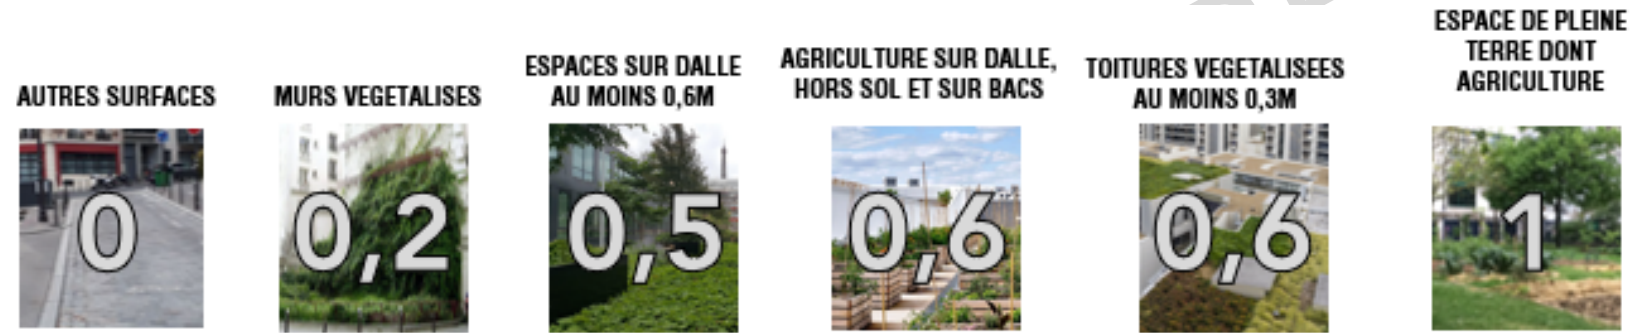 AUTRES SURFACES
0
MURS VEGETALISES
0,2
ESPACES SUR DALLE
AU MOINS 0,6M
0,5
AGRICULTURE SUR DALLE,
HORS SOL ET SUR BACS
0,6
TOITURES VEGETALISEES
AU MOINS 0,3M
0,6
ESPACE DE PLEINE
TERRE DONT
AGRICULTURE
1